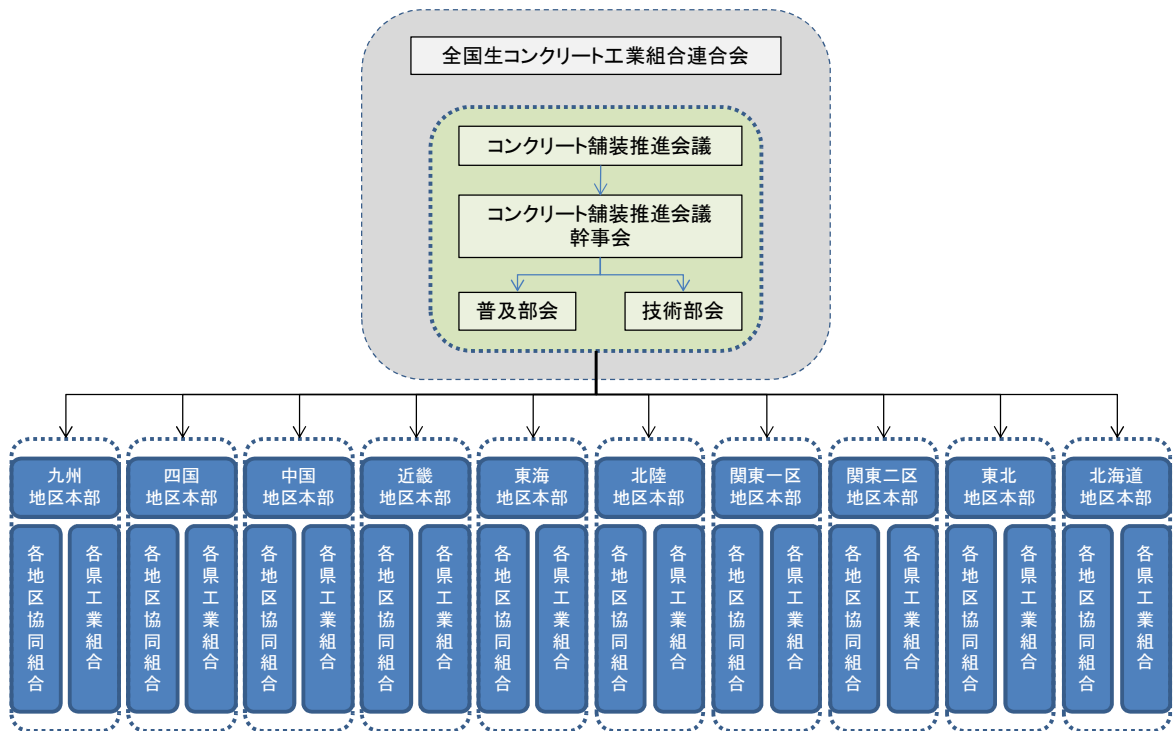 全国生コンクリート工業組合連合会
コンクリート舗装推進会議
コンクリート舗装推進会議
幹事会
普及部会
技術部会
九州
地区本部
四国
地区本部
中国
地区本部
近畿
地区本部
東海
地区本部
北陸
地区本部
関東一区
地区本部
関東二区
地区本部
東北
地区本部
北海道
地区本部
各地区協同組合
各県工業組合
各地区協同組合
各県工業組合
各地区協同組合
各県工業組合
各地区協同組合
各県工業組合
各地区協同組合
各県工業組合
各地区協同組合
各県工業組合
各地区協同組合
各県工業組合
各地区協同組合
各県工業組合
各地区協同組合
各県工業組合
各地区協同組合
各県工業組合